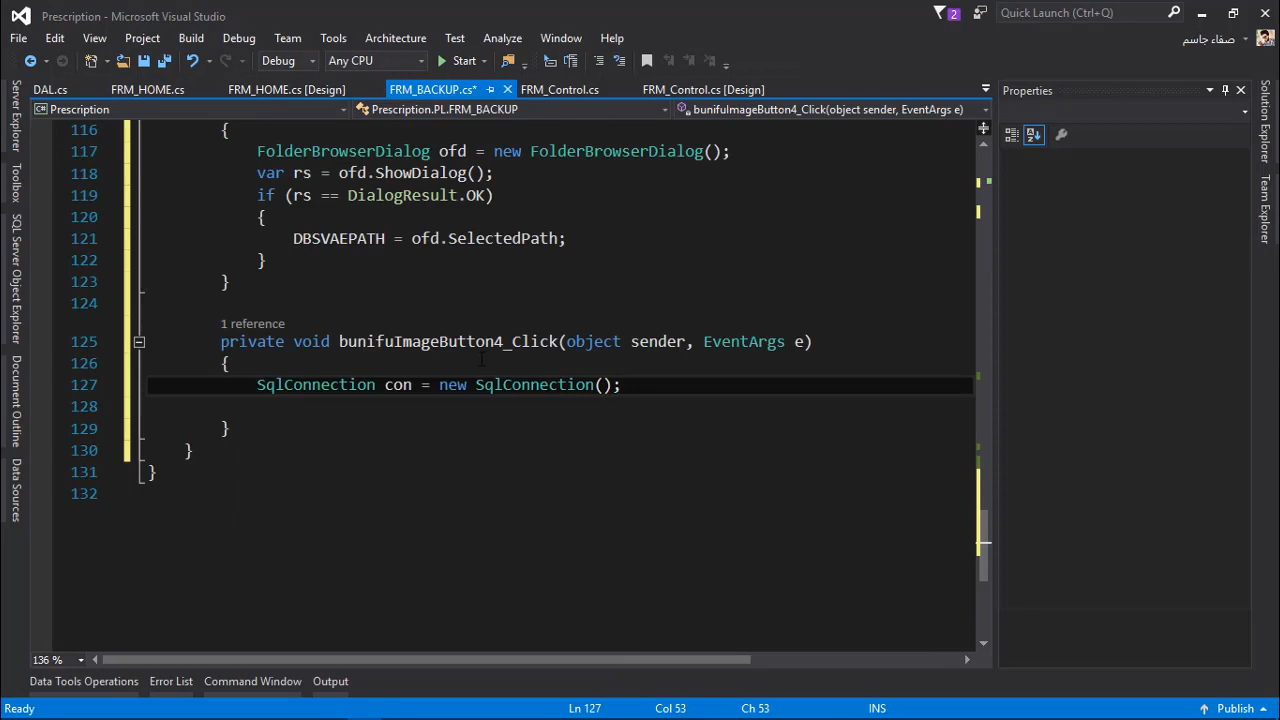 Prescription - Microsoft Visual Studio
2
Quick Launch (Ctrl+Q)
File Edit View Project Build Debug Team Tools Architecture Test Analyze Window Help
صفاء جاسم
Debug Any CPU Start
DAL.cs FRM_HOME.cs FRM_HOME.cs [Design] FRM_BACKUP.cs* FRM_Control.cs FRM_Control.cs [Design]
Properties
C# Prescription Prescription.PL.FRM_BACKUP bunifuImageButton4_Click(object sender, EventArgs e)
Server Explorer
Toolbox
SQL Server Object Explorer
Document Outline
Data Sources
116 {
117 FolderBrowserDialog ofd = new FolderBrowserDialog();
118 var rs = ofd.ShowDialog();
119 if (rs == DialogResult.OK)
120 {
121 DBSVAEPATH = ofd.SelectedPath;
122 }
123 }
124
1 reference
125 private void bunifuImageButton4_Click(object sender, EventArgs e)
126 {
127 SqlConnection con = new SqlConnection();
128
129 }
130 }
131 }
132
Solution Explorer
Team Explorer
136 %
Data Tools Operations Error List Command Window Output
Ready Ln 127 Col 53 Ch 53 INS Publish